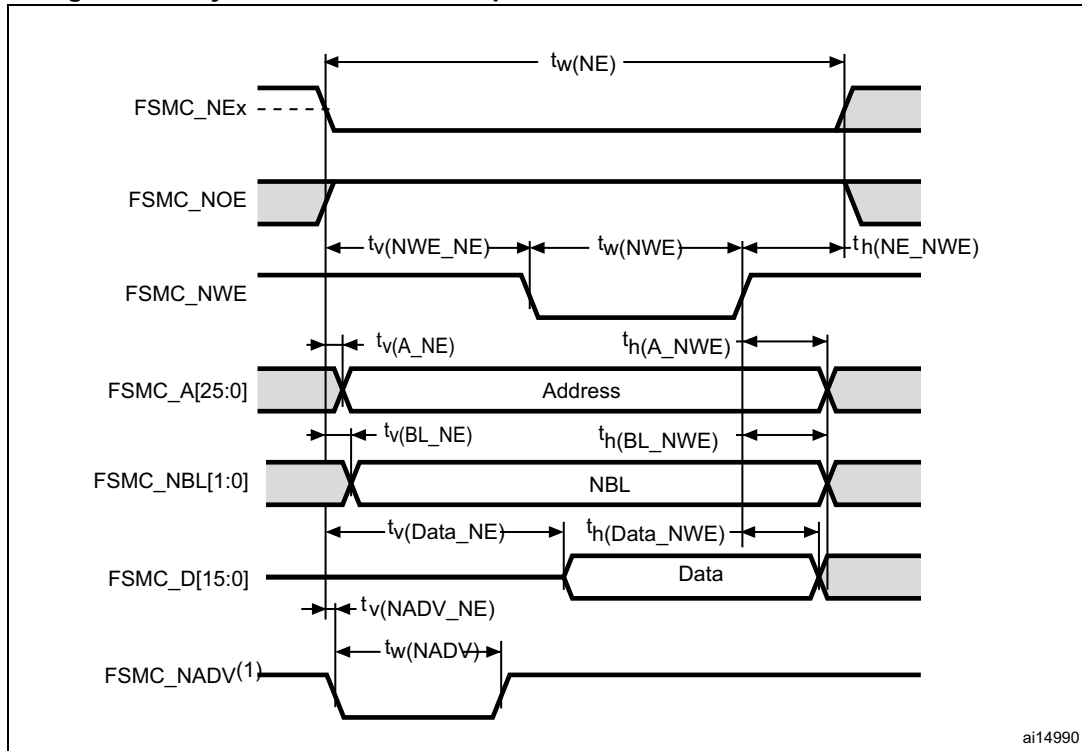 tw(NE)
FSMC_NEx
FSMC_NOE
tv(NWE_NE) tw(NWE) th(NE_NWE)
FSMC_NWE
tv(A_NE) th(A_NWE)
FSMC_A[25:0] Address
tv(BL_NE) th(BL_NWE)
FSMC_NBL[1:0] NBL
tv(Data_NE) th(Data_NWE)
FSMC_D[15:0] Data
tv(NADV_NE)
tw(NADV)
FSMC_NADV(1)
ai14990